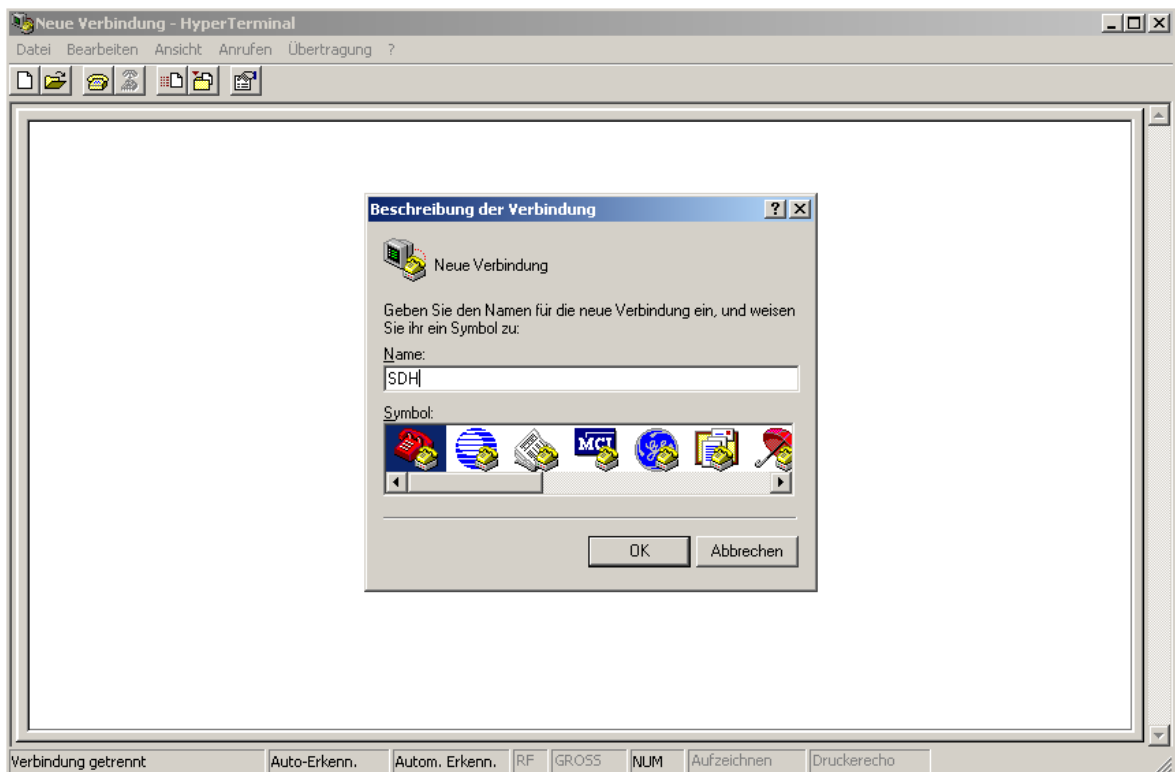 Neue Verbindung - HyperTerminal
Datei Bearbeiten Ansicht Anrufen Übertragung ?
Beschreibung der Verbindung
Neue Verbindung
Geben Sie den Namen für die neue Verbindung ein, und weisen
Sie ihr ein Symbol zu:
Name:
SDH
Symbol:
MCI
OK Abbrechen
Verbindung getrennt Auto-Erkenn. Autom. Erkenn. RF GROSS NUM Aufzeichnen Druckerecho